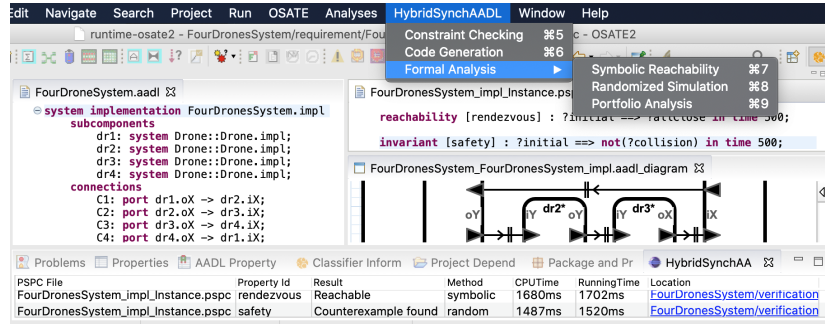 Edit Navigate Search Project Run OSATE Analyses HybridSynchAADL Window Help
runtime-osate2 - FourDronesSystem/requirement/Four
c - OSATE2
Constraint Checking ⌘5
Code Generation ⌘6
Formal Analysis ▶
Symbolic Reachability ⌘7
Randomized Simulation ⌘8
Portfolio Analysis ⌘9
FourDroneSystem.aadl
system implementation FourDronesSystem.impl
subcomponents
dr1: system Drone::Drone.impl;
dr2: system Drone::Drone.impl;
dr3: system Drone::Drone.impl;
dr4: system Drone::Drone.impl;
connections
C1: port dr1.oX -> dr2.iX;
C2: port dr2.oX -> dr3.iX;
C3: port dr3.oX -> dr4.iX;
C4: port dr4.oX -> dr1.iX;
FourDronesSystem_impl_Instance.ps
reachability [rendezvous] : ?initial ==> ?allClose in time 500;
invariant [safety] : ?initial ==> not(?collision) in time 500;
FourDronesSystem_FourDronesSystem_impl.aadl_diagram
oY iY dr2* oY iY dr3* oX iX
Problems Properties AADL Property Classifier Inform Project Depend Package and Pr HybridSynchAA
PSPC File Property Id Result Method CPUTime RunningTime Location
FourDronesSystem_impl_Instance.pspc rendezvous Reachable symbolic 1680ms 1702ms FourDronesSystem/verification
FourDronesSystem_impl_Instance.pspc safety Counterexample found random 1487ms 1520ms FourDronesSystem/verification